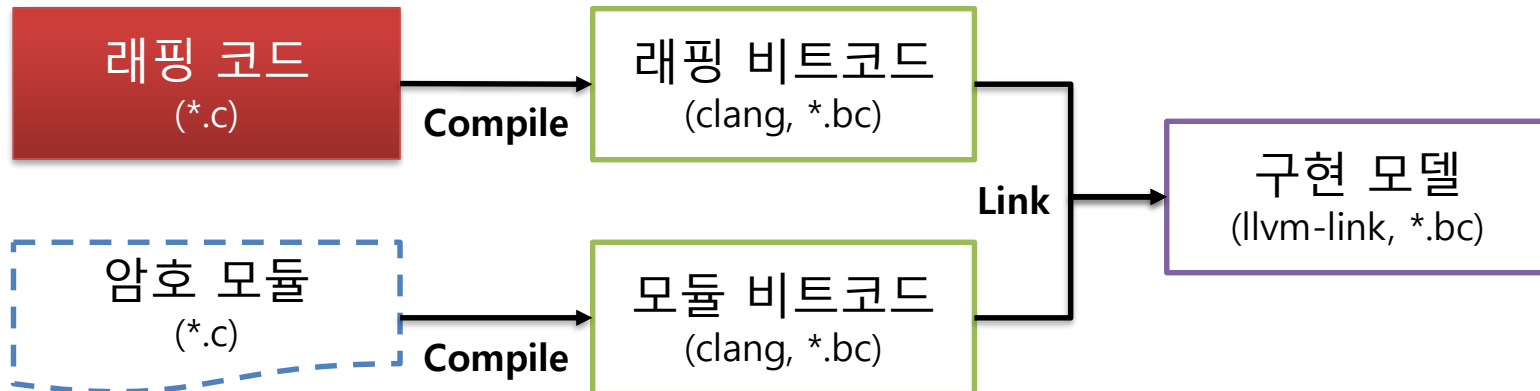 래핑 코드
(*.c)
Compile
래핑 비트코드
(clang, *.bc)
암호 모듈
(*.c)
Compile
모듈 비트코드
(clang, *.bc)
Link
구현 모델
(llvm-link, *.bc)